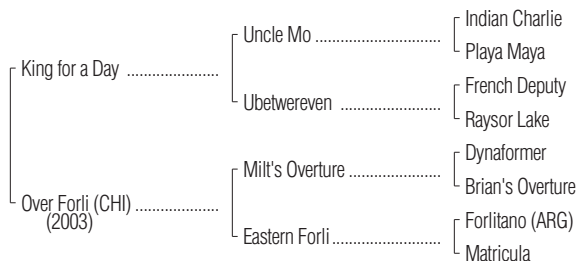 Indian Charlie
Uncle Mo ........................................
Playa Maya
King for a Day .............................
French Deputy
Ubetwereven ................................
Raysor Lake
Dynaformer
Milt's Overture .............................
Brian's Overture
Over Forli (CHI) ..........................
(2003)
Forlitano (ARG)
Eastern Forli..................................
Matricula